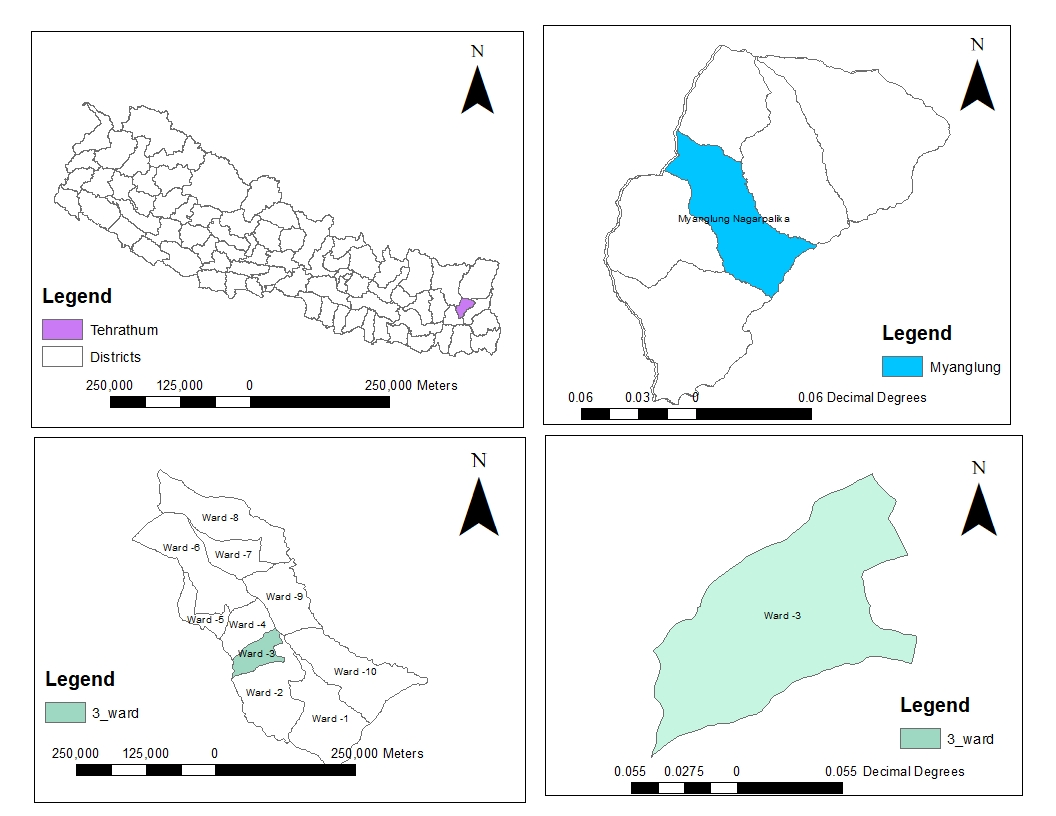 N
Legend
Tehrathum
Districts
250,000 125,000 0 250,000 Meters
N
Myanglung Nagarpalika
Legend
Myanglung
0.06 0.03 0 0.06 Decimal Degrees
N
Ward -8
Ward -6
Ward -7
Ward -9
Ward -5
Ward -4
Ward -3
Ward -10
Ward -2
Ward -1
Legend
3_ward
250,000 125,000 0 250,000 Meters
N
Ward -3
Legend
3_ward
0.055 0.0275 0 0.055 Decimal Degrees